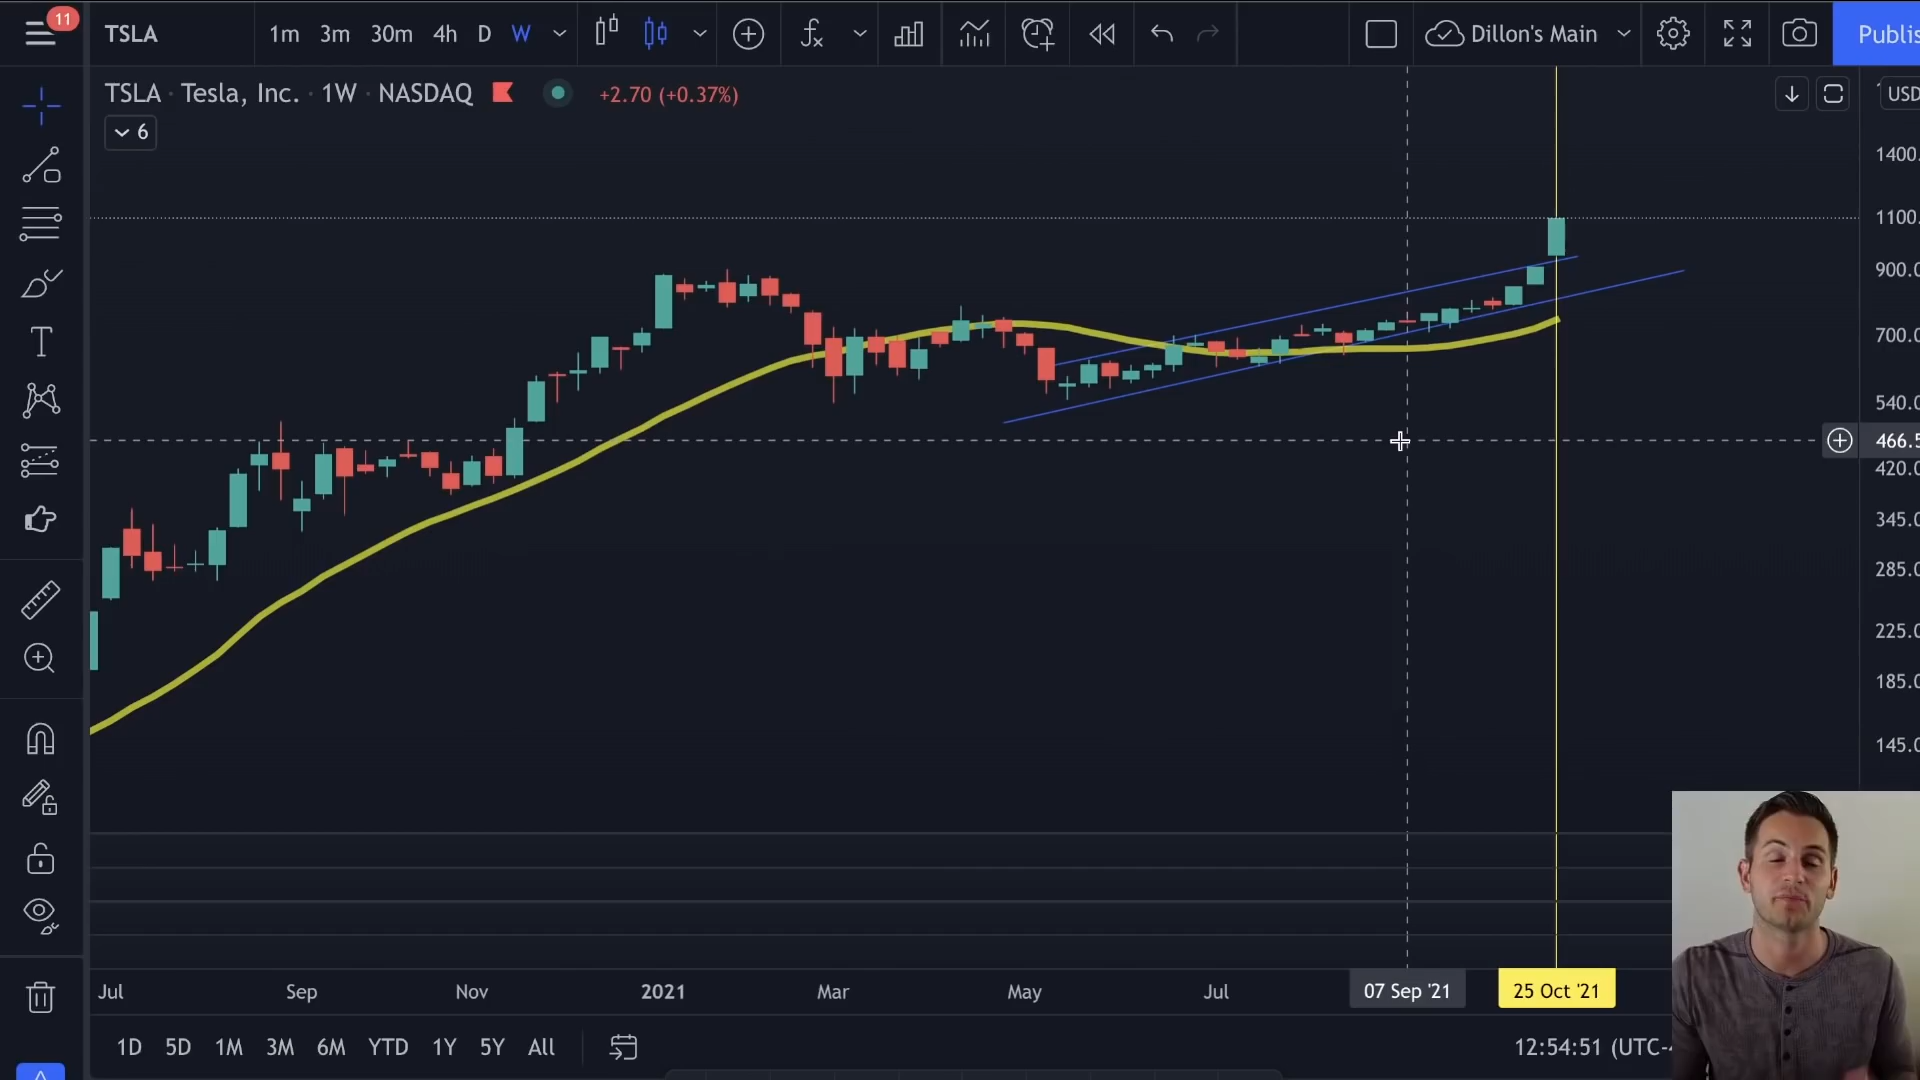 11
TSLA
1m 3m 30m 4h D W
Dillon's Main
Publis
TSLA · Tesla, Inc. · 1W · NASDAQ
+2.70 (+0.37%)
USD
6
1400.
1100.
900.0
700.0
540.0
466.5
420.0
345.0
285.0
225.0
185.0
145.0
Jul Sep Nov 2021 Mar May Jul 07 Sep '21 25 Oct '21
1D 5D 1M 3M 6M YTD 1Y 5Y All
12:54:51 (UTC-4